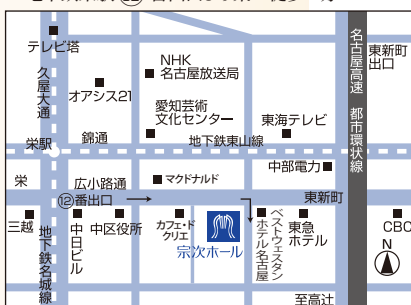 テレビ塔
久屋大通
オアシス21
NHK
名古屋放送局
愛知芸術
文化センター
東海テレビ
名古屋高速 都市環状線
東新町
出口
錦通
地下鉄東山線
栄駅
中部電力
栄
広小路通
マクドナルド
東新町
⑫番出口
三越
地下鉄名城線
中日ビル
中区役所
カフェ・ド
クリエ
宗次ホール
ベストウェスタン
ホテル名古屋
東急
ホテル
CBC
N
至高辻